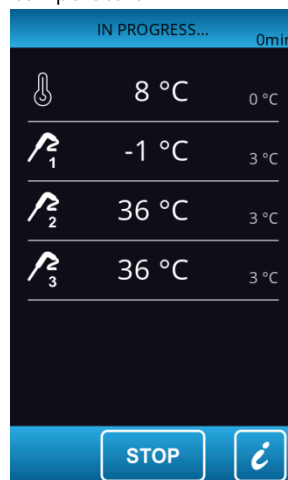 IN PROGRESS...
0min
8 °C 0 °C
1 -1 °C 3 °C
2 36 °C 3 °C
3 36 °C 3 °C
STOP i